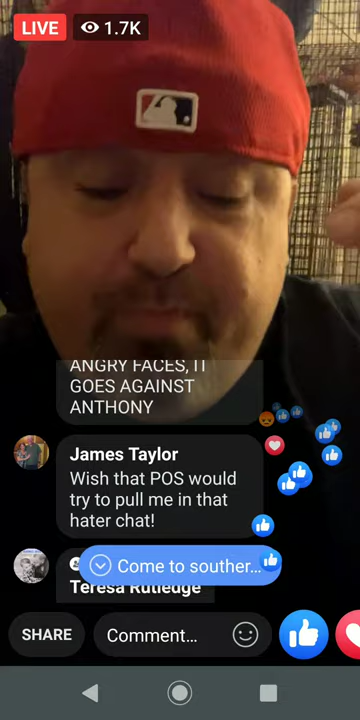 LIVE
1.7K
ANGRY FACES, IT
GOES AGAINST
ANTHONY
James Taylor
Wish that POS would
try to pull me in that
hater chat!
Come to souther...
Teresa Rutledge
SHARE
Comment...